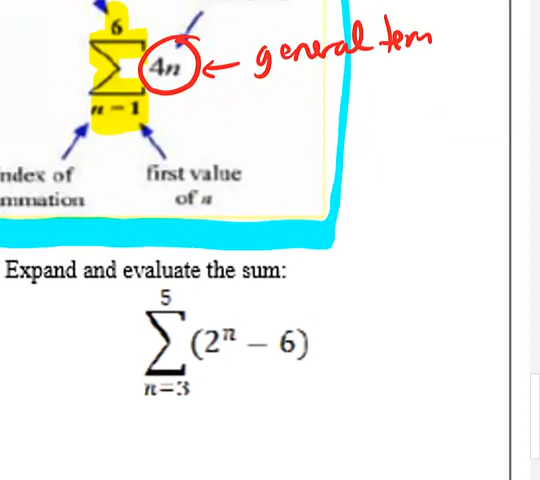 6
∑ 4n ← general term
n = 1
ndex of first value
mmation of n
Expand and evaluate the sum:
5
∑ (2ⁿ – 6)
n=3